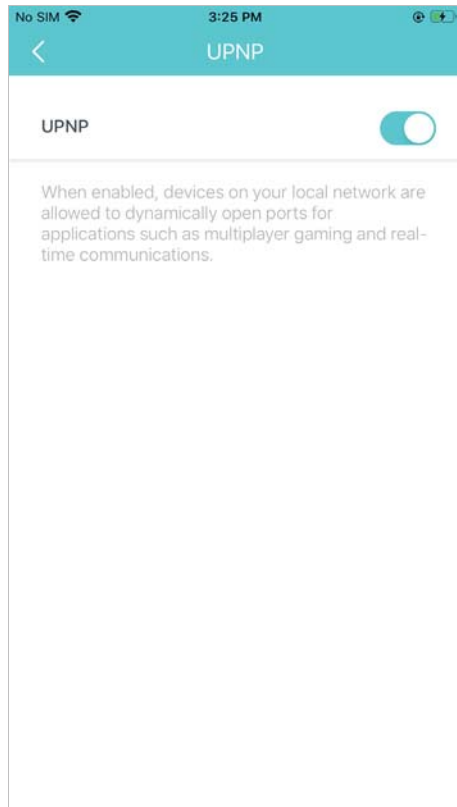 No SIM 3:25 PM
UPNP
UPNP
When enabled, devices on your local network are
allowed to dynamically open ports for
applications such as multiplayer gaming and real-
time communications.